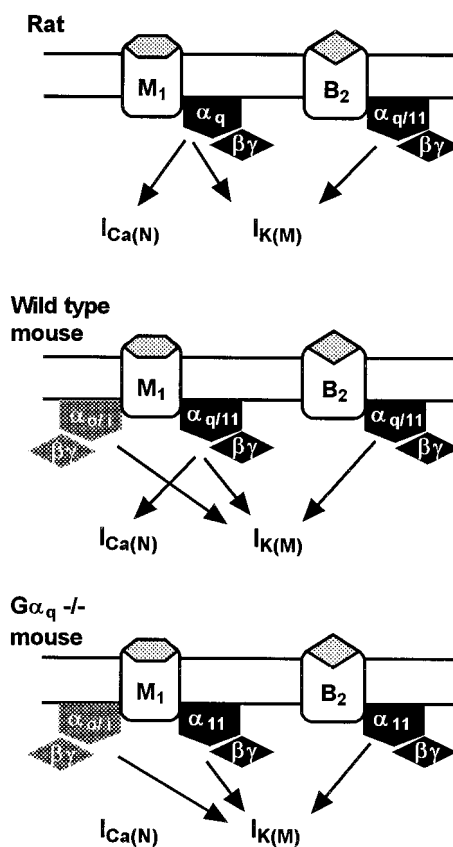 Rat
M1 B2
αq αq/11
βγ βγ
ICa(N) IK(M)
Wild type
mouse
M1 B2
αo/i αq/11 αq/11
βγ βγ βγ
ICa(N) IK(M)
Gαq -/-
mouse
M1 B2
αo/i α11 α11
βγ βγ βγ
ICa(N) IK(M)